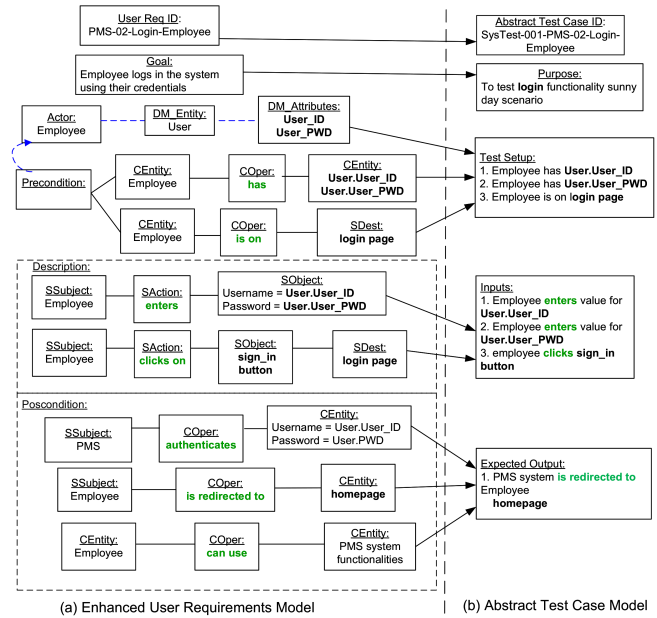 User Req ID:
PMS-02-Login-Employee
Abstract Test Case ID:
SysTest-001-PMS-02-Login-
Employee
Goal:
Employee logs in the system
using their credentials
Purpose:
To test login functionality sunny
day scenario
Actor:
Employee
DM_Entity:
User
DM_Attributes:
User_ID
User_PWD
Precondition:
CEntity:
Employee
COper:
has
CEntity:
User.User_ID
User.User_PWD
CEntity:
Employee
COper:
is on
SDest:
login page
Test Setup:
1. Employee has User.User_ID
2. Employee has User.User_PWD
3. Employee is on login page
Description:
SSubject:
Employee
SAction:
enters
SObject:
Username = User.User_ID
Password = User.User_PWD
SSubject:
Employee
SAction:
clicks on
SObject:
sign_in
button
SDest:
login page
Inputs:
1. Employee enters value for
User.User_ID
2. Employee enters value for
User.User_PWD
3. employee clicks sign_in
button
Poscondition:
SSubject:
PMS
COper:
authenticates
CEntity:
Username = User.User_ID
Password = User.PWD
SSubject:
Employee
COper:
is redirected to
CEntity:
homepage
CEntity:
Employee
COper:
can use
CEntity:
PMS system
functionalities
Expected Output:
1. PMS system is redirected to
Employee
homepage
(a) Enhanced User Requirements Model
(b) Abstract Test Case Model